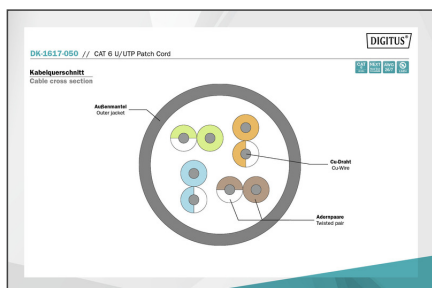 DIGITUS®
DK-1617-050 // CAT 6 U/UTP Patch Cord
Kabelquerschnitt
Cable cross section
Außenmantel
Outer jacket
Cu-Draht
Cu-Wire
Adernpaare
Twisted pair